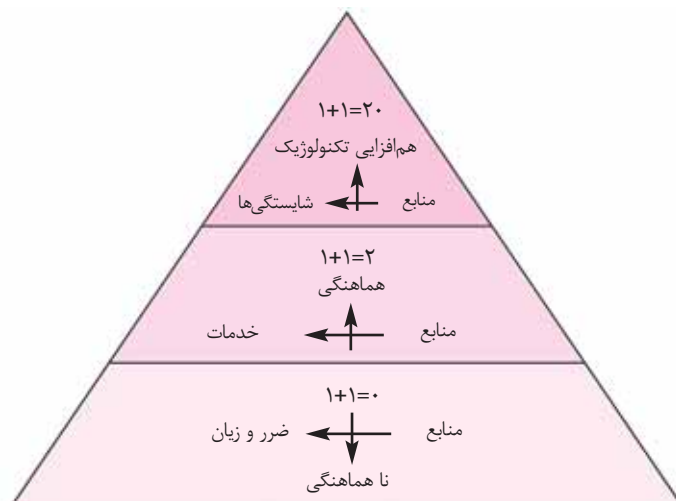 ۱+۱=۲۰
هم‌افزایی تکنولوژیک
منابع شایستگی‌ها
۱+۱=۲
هماهنگی
منابع خدمات
۱+۱=۰
منابع ضرر و زیان
نا هماهنگی